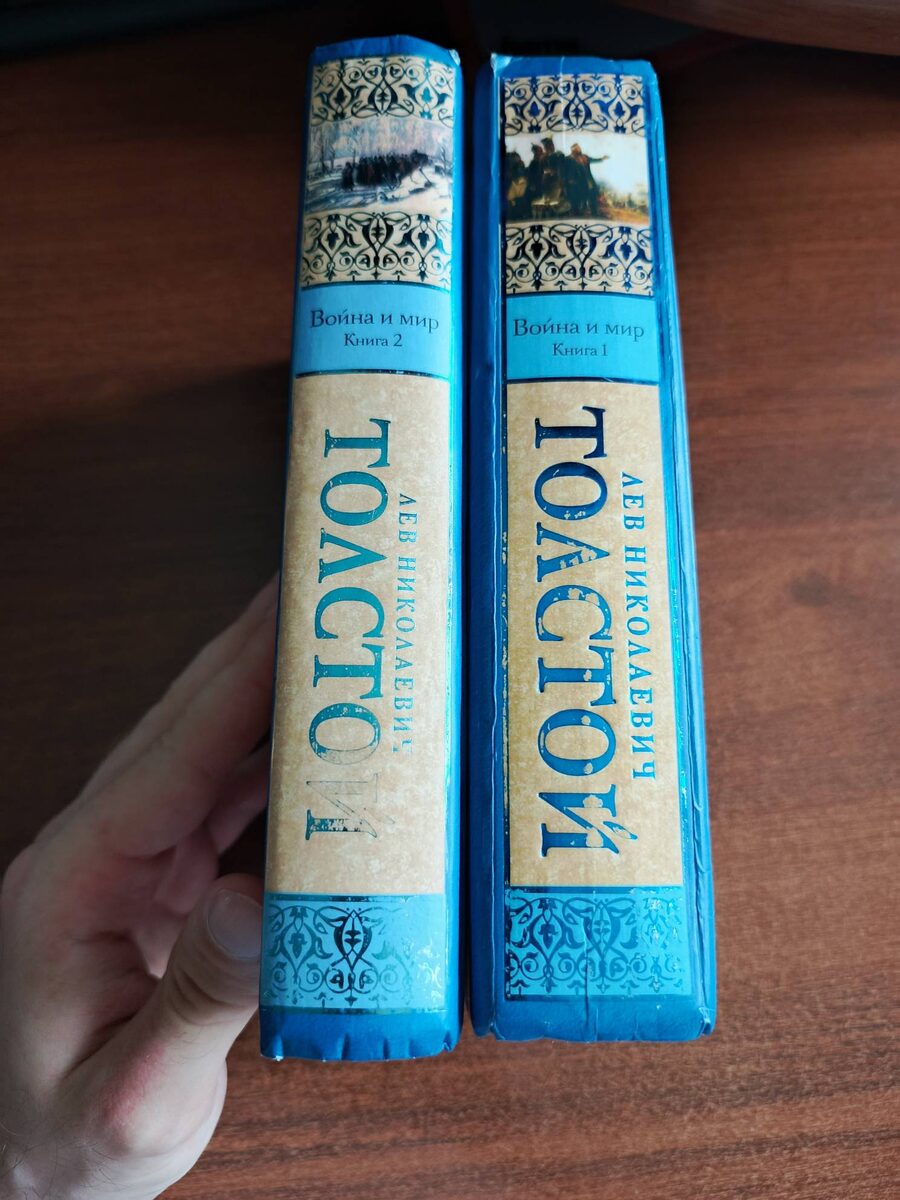 Война и мир
Книга 2
ЛЕВ НИКОЛАЕВИЧ
ТОЛСТОЙ
Война и мир
Книга 1
ЛЕВ НИКОЛАЕВИЧ
ТОЛСТОЙ